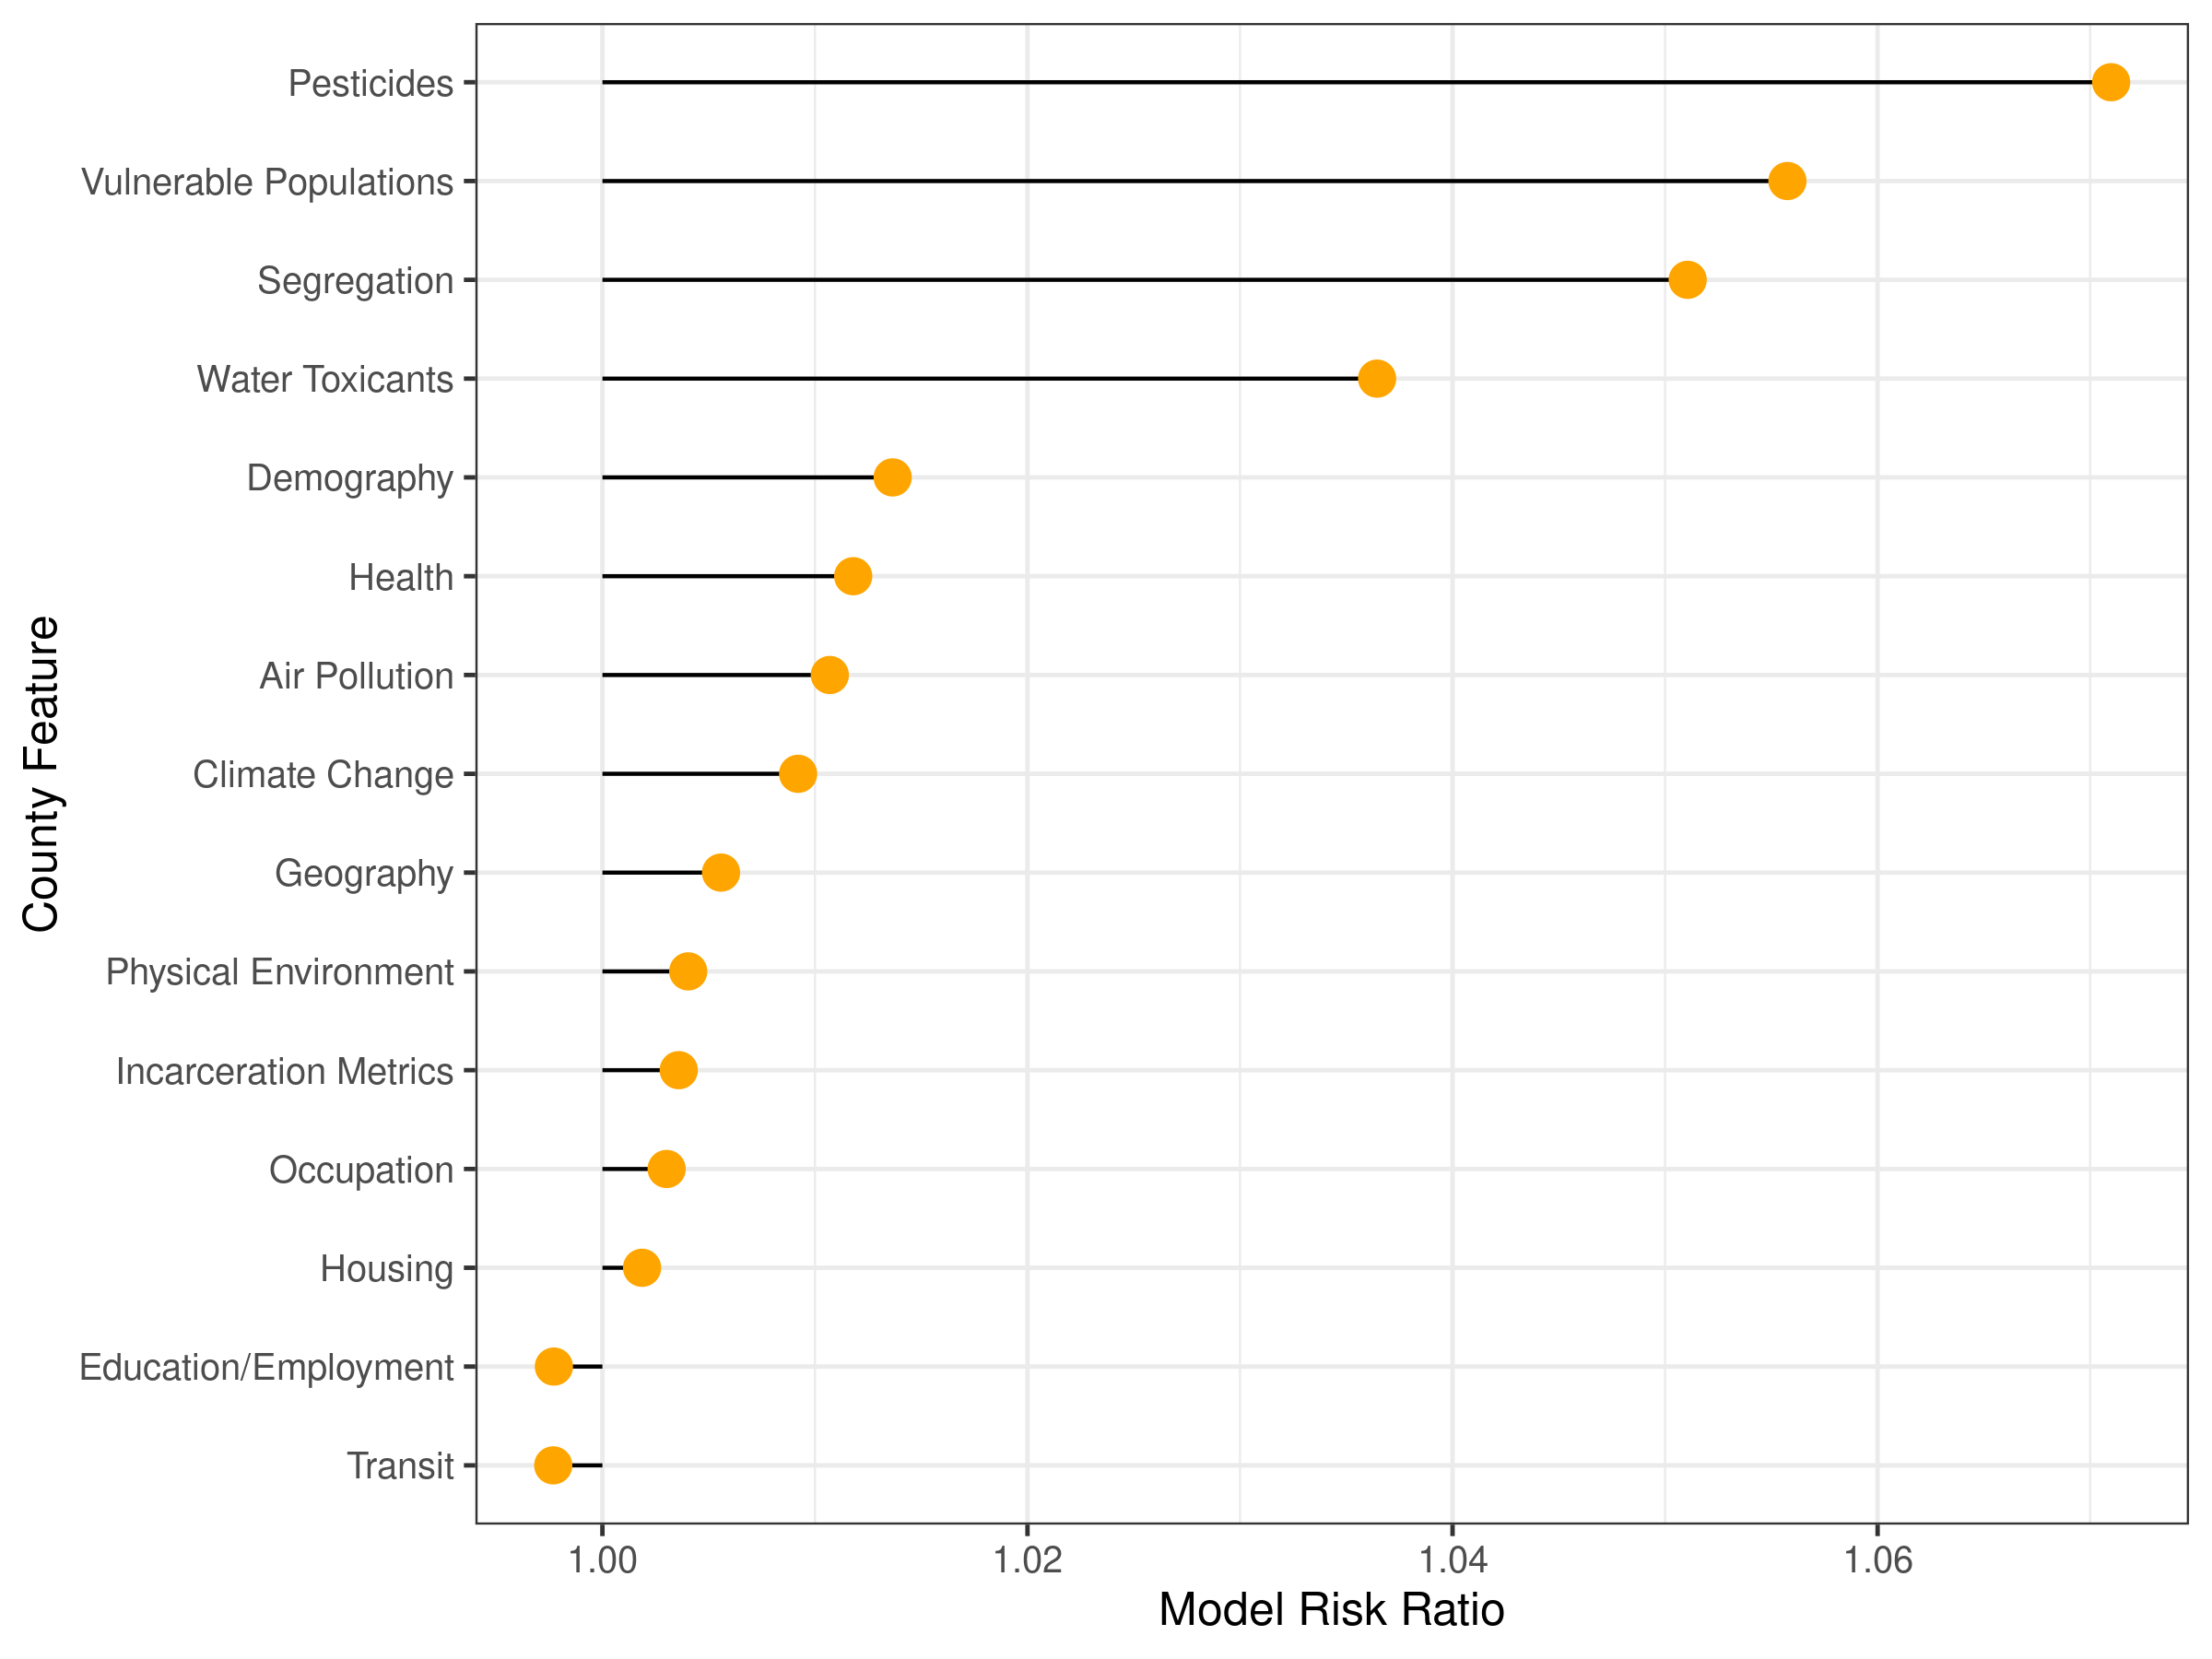 Pesticides
Vulnerable Populations
Segregation
Water Toxicants
Demography
Health
Air Pollution
Climate Change
Geography
Physical Environment
Incarceration Metrics
Occupation
Housing
Education/Employment
Transit
County Feature
1.00 1.02 1.04 1.06
Model Risk Ratio